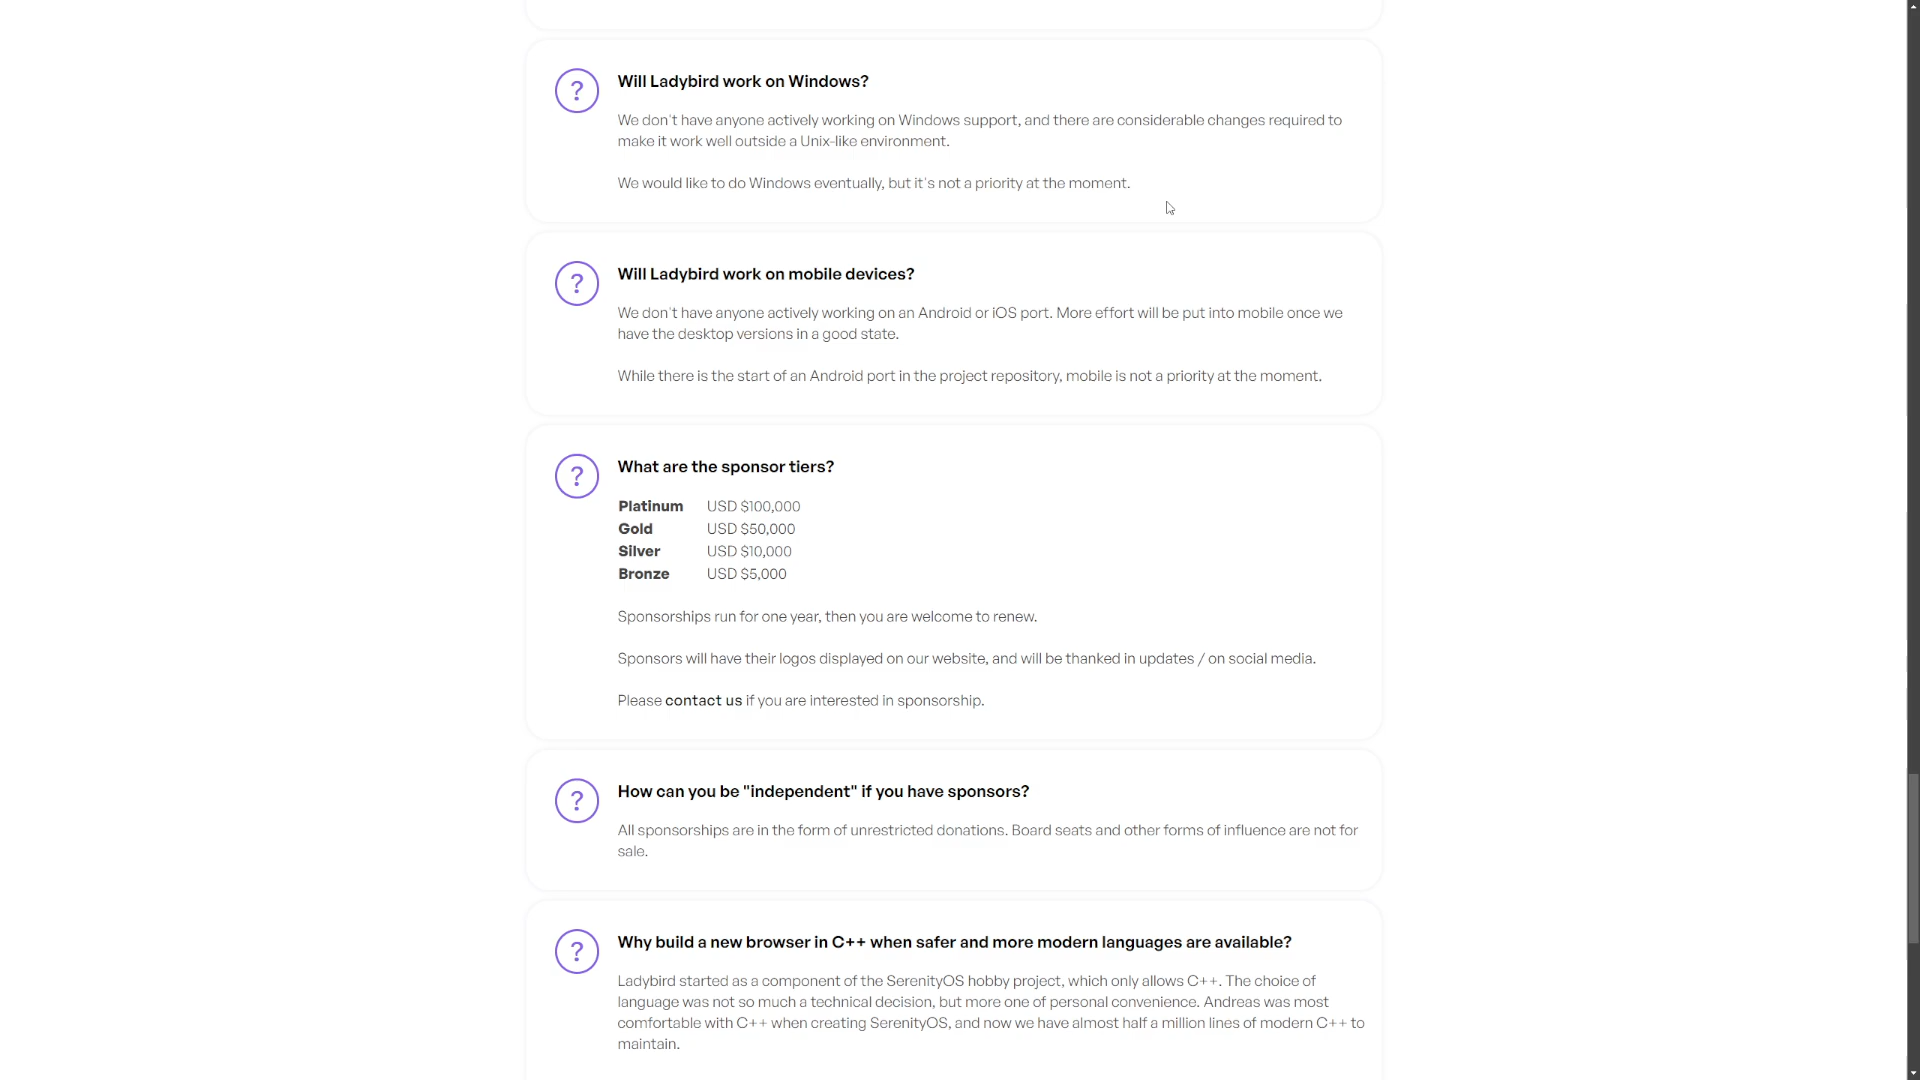 Will Ladybird work on Windows?
We don't have anyone actively working on Windows support, and there are considerable changes required to
make it work well outside a Unix-like environment.
We would like to do Windows eventually, but it's not a priority at the moment.
Will Ladybird work on mobile devices?
We don't have anyone actively working on an Android or iOS port. More effort will be put into mobile once we
have the desktop versions in a good state.
While there is the start of an Android port in the project repository, mobile is not a priority at the moment.
What are the sponsor tiers?
Platinum USD $100,000
Gold USD $50,000
Silver USD $10,000
Bronze USD $5,000
Sponsorships run for one year, then you are welcome to renew.
Sponsors will have their logos displayed on our website, and will be thanked in updates / on social media.
Please contact us if you are interested in sponsorship.
How can you be "independent" if you have sponsors?
All sponsorships are in the form of unrestricted donations. Board seats and other forms of influence are not for
sale.
Why build a new browser in C++ when safer and more modern languages are available?
Ladybird started as a component of the SerenityOS hobby project, which only allows C++. The choice of
language was not so much a technical decision, but more one of personal convenience. Andreas was most
comfortable with C++ when creating SerenityOS, and now we have almost half a million lines of modern C++ to
maintain.